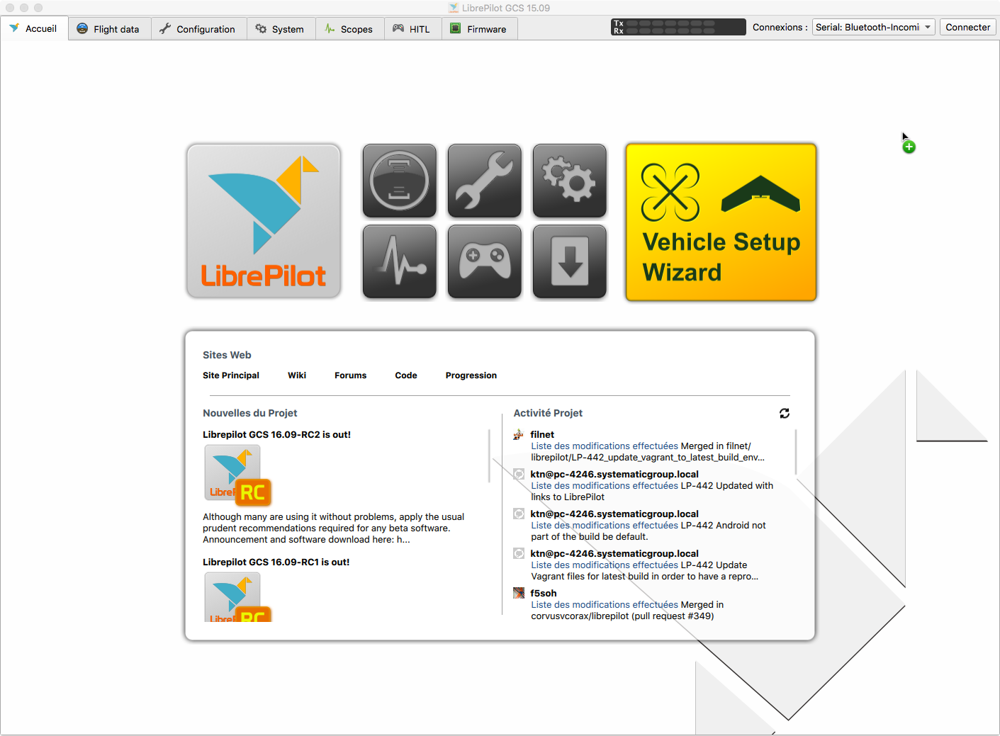 LibrePilot GCS 15.09
Accueil
Flight data
Configuration
System
Scopes
HITL
Firmware
Tx
Rx
Connexions :
Serial: Bluetooth-Incomi
Connecter
LibrePilot
Vehicle Setup
Wizard
Sites Web
Site Principal
Wiki
Forums
Code
Progression
Nouvelles du Projet
Librepilot GCS 16.09-RC2 is out!
Libre
RC
Although many are using it without problems, apply the usual
prudent recommendations required for any beta software.
Announcement and software download here: h...
Librepilot GCS 16.09-RC1 is out!
Libre
RC
Activité Projet
filnet
Liste des modifications effectuées Merged in filnet/
librepilot/LP-442_update_vagrant_to_latest_build_env...
ktn@pc-4246.systematicgroup.local
Liste des modifications effectuées LP-442 Updated with
links to LibrePilot
ktn@pc-4246.systematicgroup.local
Liste des modifications effectuées LP-442 Android not
part of the build be default.
ktn@pc-4246.systematicgroup.local
Liste des modifications effectuées LP-442 Update
Vagrant files for latest build in order to have a repro...
f5soh
Liste des modifications effectuées Merged in
corvusvcorax/librepilot (pull request #349)